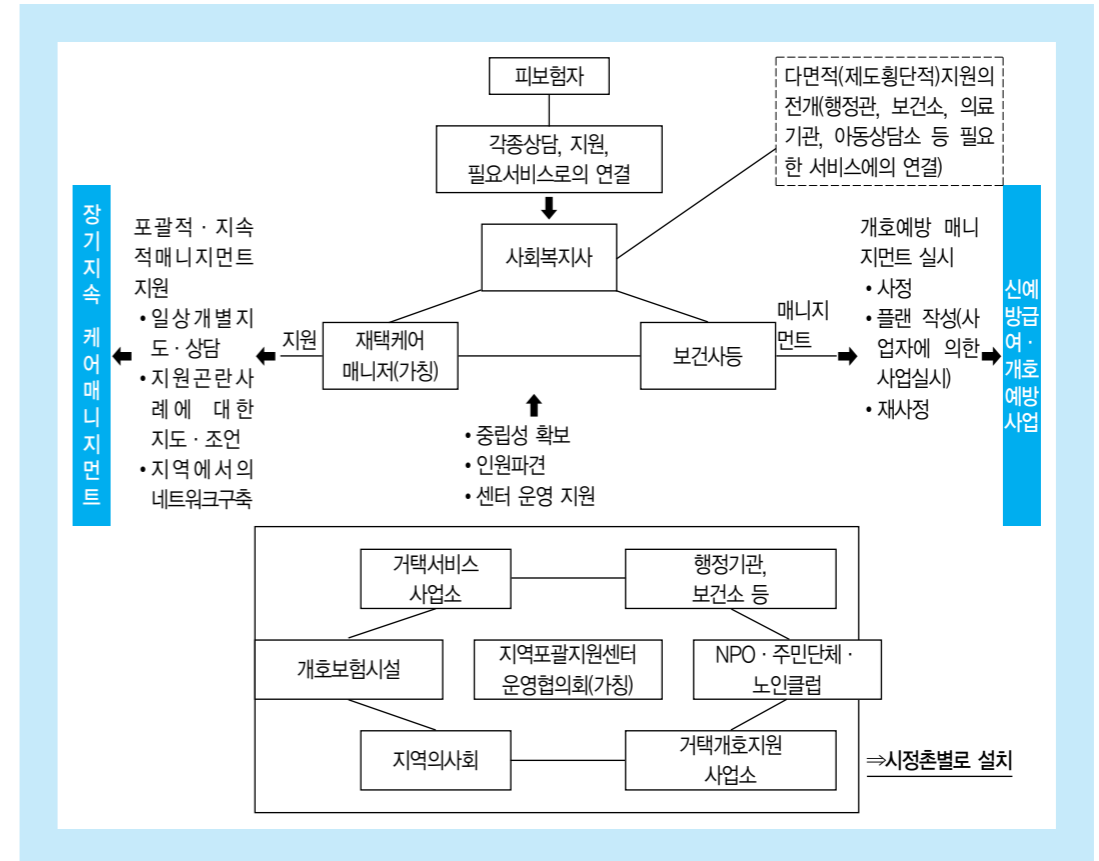 피보험자
다면적(제도횡단적)지원의
전개(행정관, 보건소, 의료
기관, 아동상담소 등 필요
한 서비스에의 연결)
각종상담, 지원,
필요서비스로의 연결
사회복지사
장기지속 케어매니지먼트
포괄적 · 지속
적매니지먼트
지원
• 일상개별지
도 · 상담
• 지원곤란사
례에 대한
지도 · 조언
• 지역에서의
네트워크구축
지원
재택케어
매니저(가칭)
보건사등
매니지
먼트
개호예방 매니
지먼트 실시
• 사정
• 플랜 작성(사
업자에 의한
사업실시)
• 재사정
신예
방급
여 ·
개호
예방
사업
• 중립성 확보
• 인원파견
• 센터 운영 지원
거택서비스
사업소
행정기관,
보건소 등
개호보험시설
지역포괄지원센터
운영협의회(가칭)
NPO · 주민단체 ·
노인클럽
지역의사회
거택개호지원
사업소
⇒시정촌별로 설치